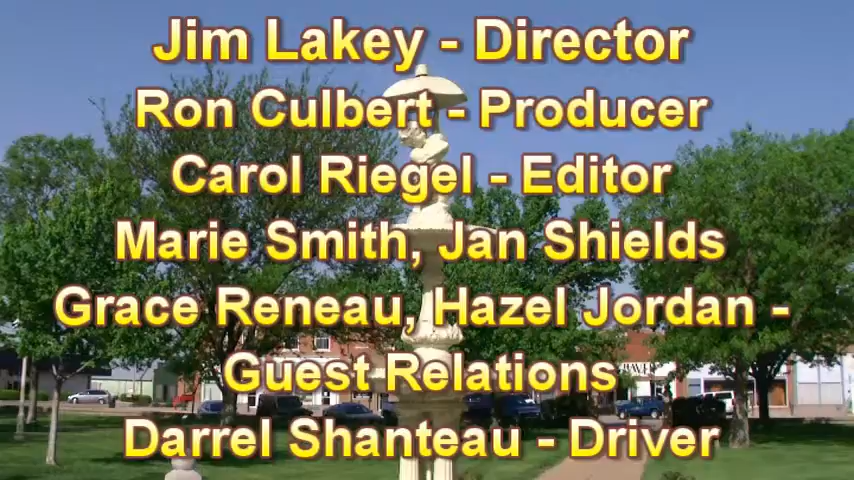 Jim Lakey - Director
Ron Culbert - Producer
Carol Riegel - Editor
Marie Smith, Jan Shields
Grace Reneau, Hazel Jordan -
Guest Relations
Darrel Shanteau - Driver